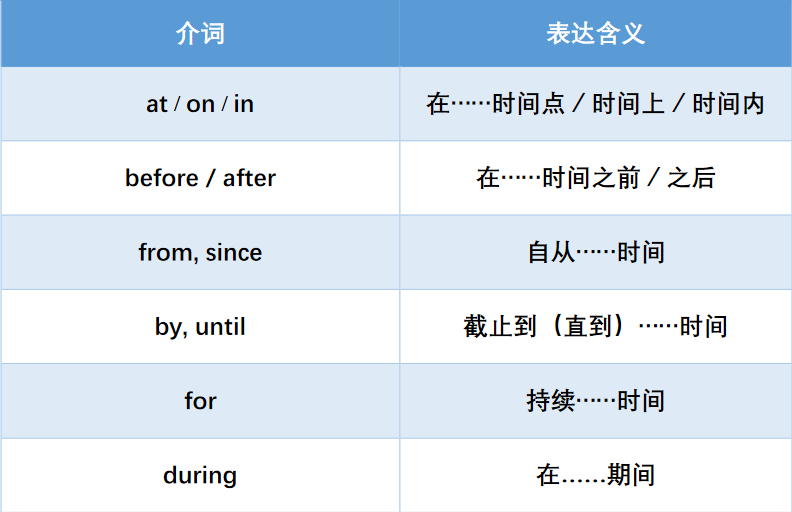 介词 表达含义
at / on / in 在……时间点 / 时间上 / 时间内
before / after 在……时间之前 / 之后
from, since 自从……时间
by, until 截止到（直到）……时间
for 持续……时间
during 在……期间